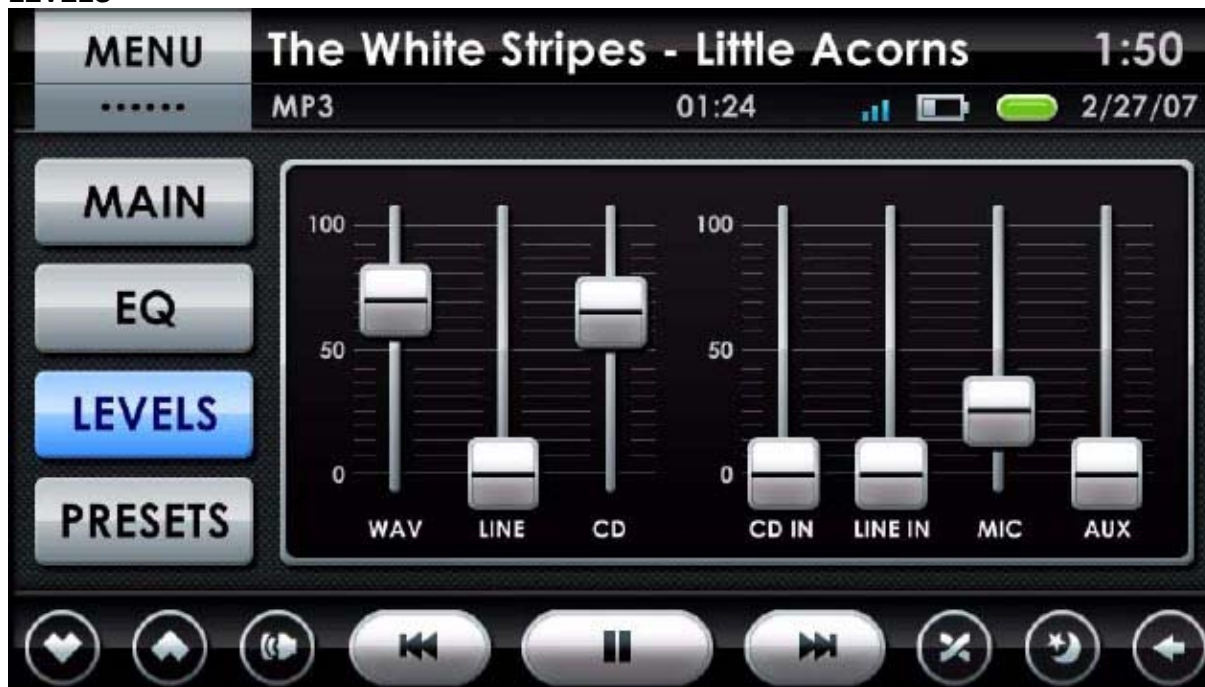 LEVELS
MENU
The White Stripes - Little Acorns
1:50
......
MP3
01:24
2/27/07
MAIN
EQ
LEVELS
PRESETS
100
50
0
WAV
LINE
CD
100
50
0
CD IN
LINE IN
MIC
AUX